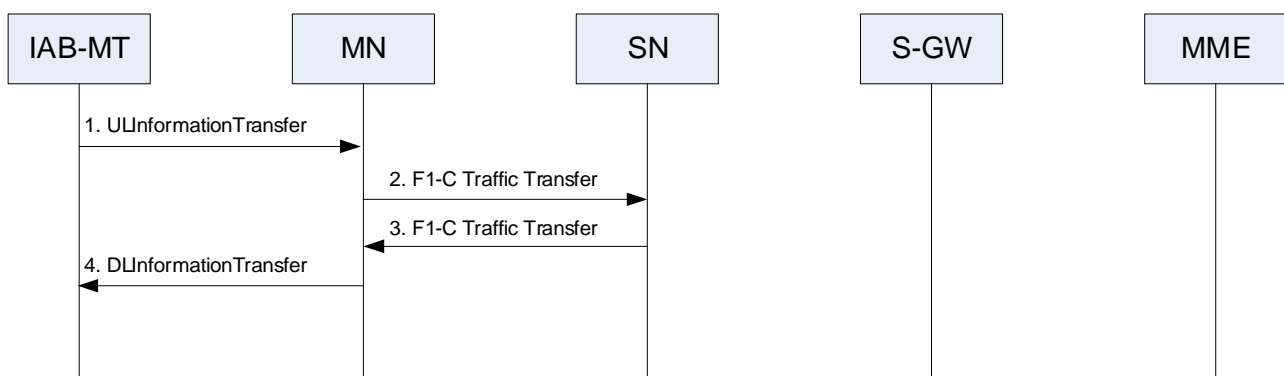 IAB-MT
MN
SN
S-GW
MME
1. ULInformationTransfer
2. F1-C Traffic Transfer
3. F1-C Traffic Transfer
4. DLInformationTransfer